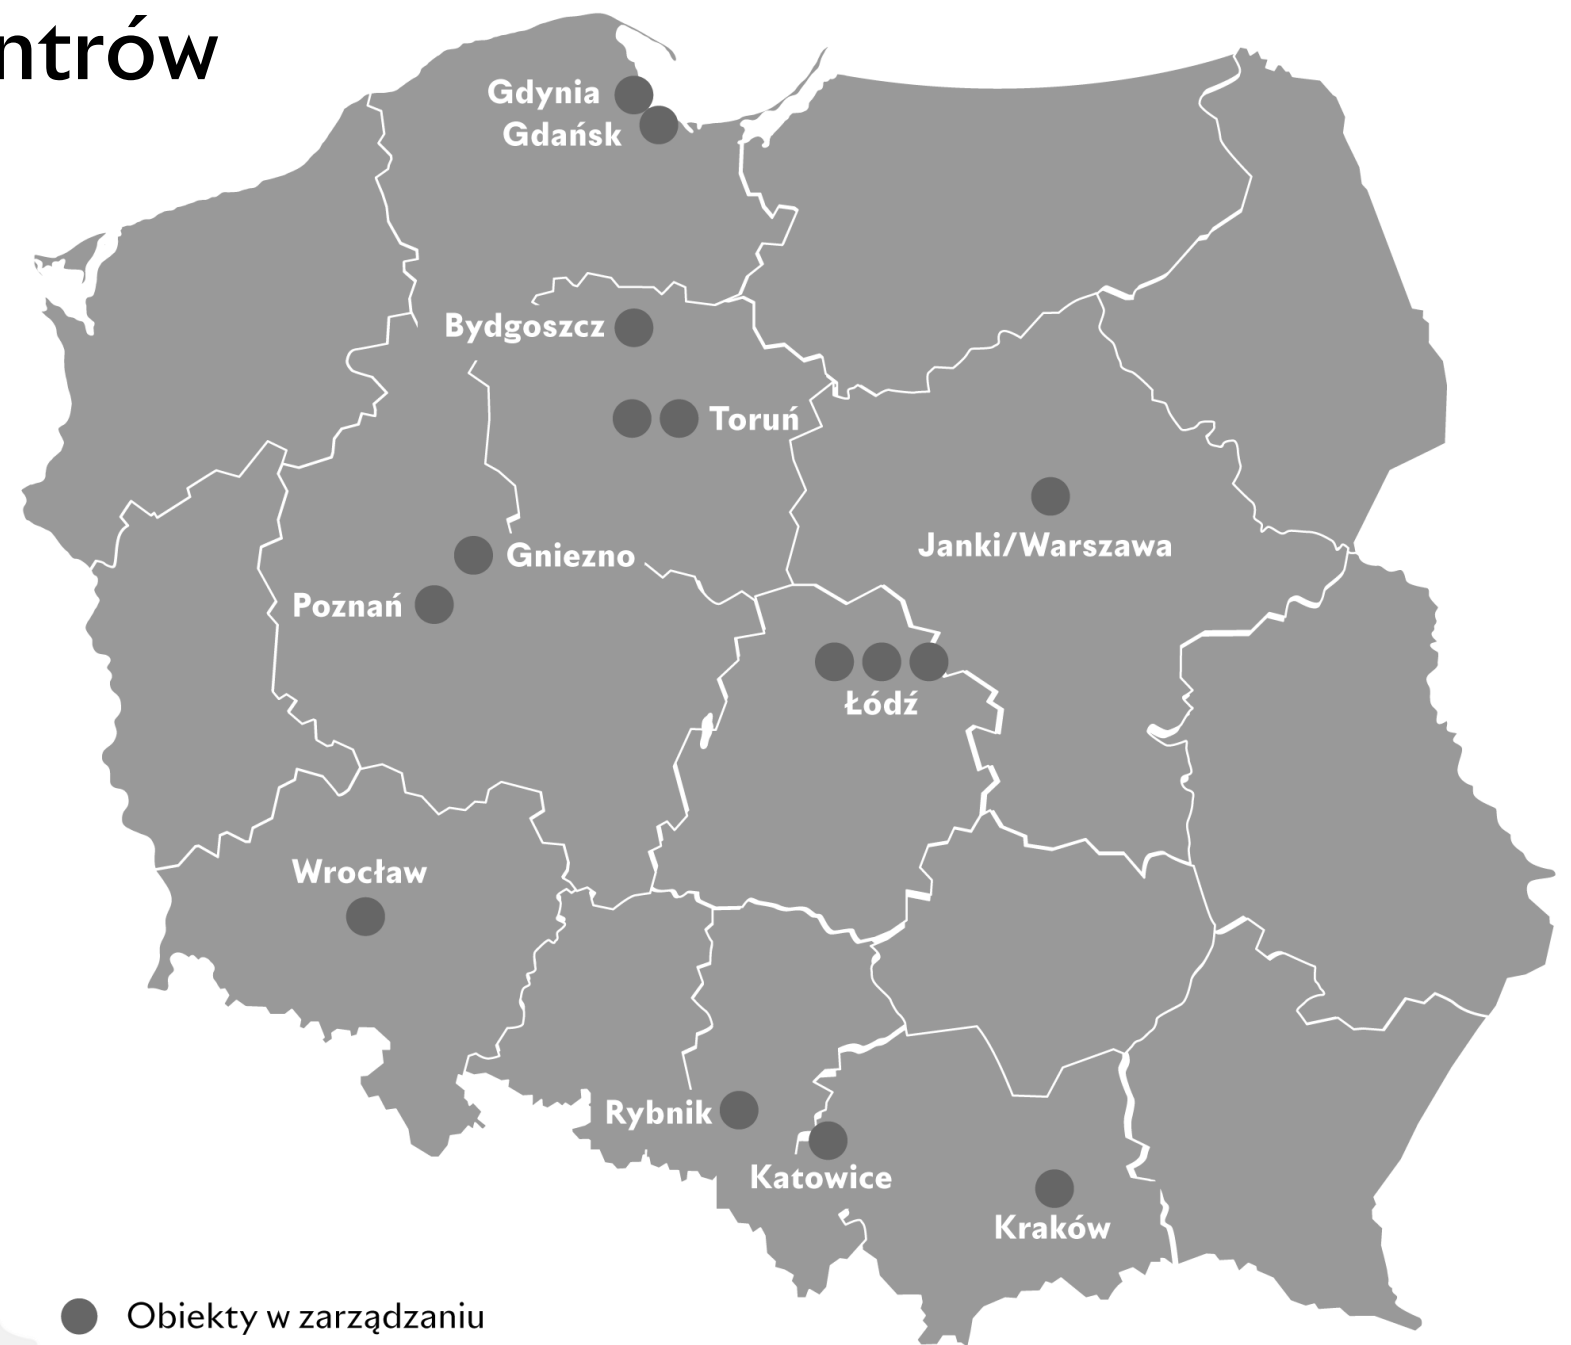 ntrów
Gdynia
Gdańsk
Bydgoszcz
Toruń
Janki/Warszawa
Gniezno
Poznań
Łódź
Wrocław
Rybnik
Katowice
Kraków
Obiekty w zarządzaniu